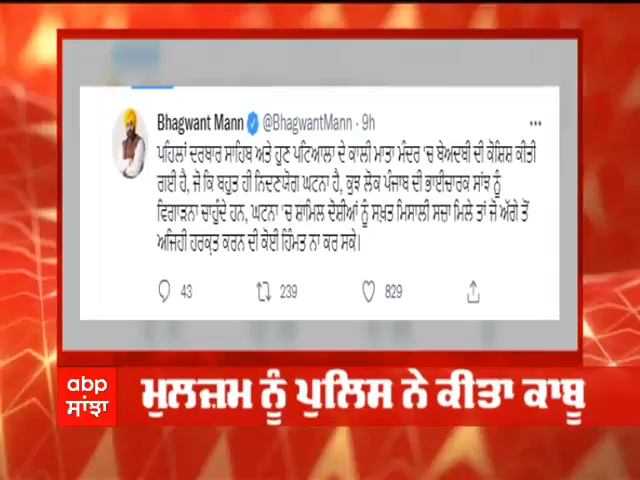 Bhagwant Mann @BhagwantMann · 9h
ਪਹਿਲਾਂ ਦਰਬਾਰ ਸਾਹਿਬ ਅਤੇ ਹੁਣ ਪਟਿਆਲਾ ਦੇ ਕਾਲੀ ਮਾਤਾ ਮੰਦਰ 'ਚ ਬੇਅਦਬੀ ਦੀ ਕੋਸ਼ਿਸ਼ ਕੀਤੀ
ਗਈ ਹੈ, ਜੋ ਕਿ ਬਹੁਤ ਹੀ ਨਿਦਣਯੋਗ ਘਟਨਾ ਹੈ, ਕੁਝ ਲੋਕ ਪੰਜਾਬ ਦੀ ਭਾਈਚਾਰਕ ਸਾਂਝ ਨੂੰ
ਵਿਗਾੜਨਾ ਚਾਹੁੰਦੇ ਹਨ, ਘਟਨਾ 'ਚ ਸ਼ਾਮਿਲ ਦੋਸ਼ੀਆਂ ਨੂੰ ਸਖ਼ਤ ਮਿਸਾਲੀ ਸਜ਼ਾ ਮਿਲੇ ਤਾਂ ਜੋ ਅੱਗੇ ਤੋਂ
ਅਜਿਹੀ ਹਰਕ਼ਤ ਕਰਨ ਦੀ ਕੋਈ ਹਿੰਮਤ ਨਾ ਕਰ ਸਕੇ।
43 239 829
abp
ਸਾਂਝਾ
ਮੁਲਜ਼ਮ ਨੂੰ ਪੁਲਿਸ ਨੇ ਕੀਤਾ ਕਾਬੂ